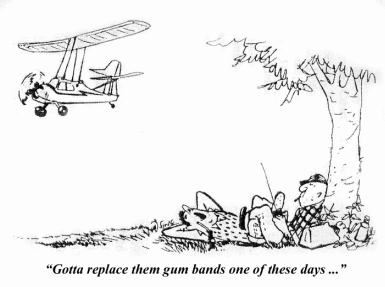 “Gotta replace them gum bands one of these days ...”